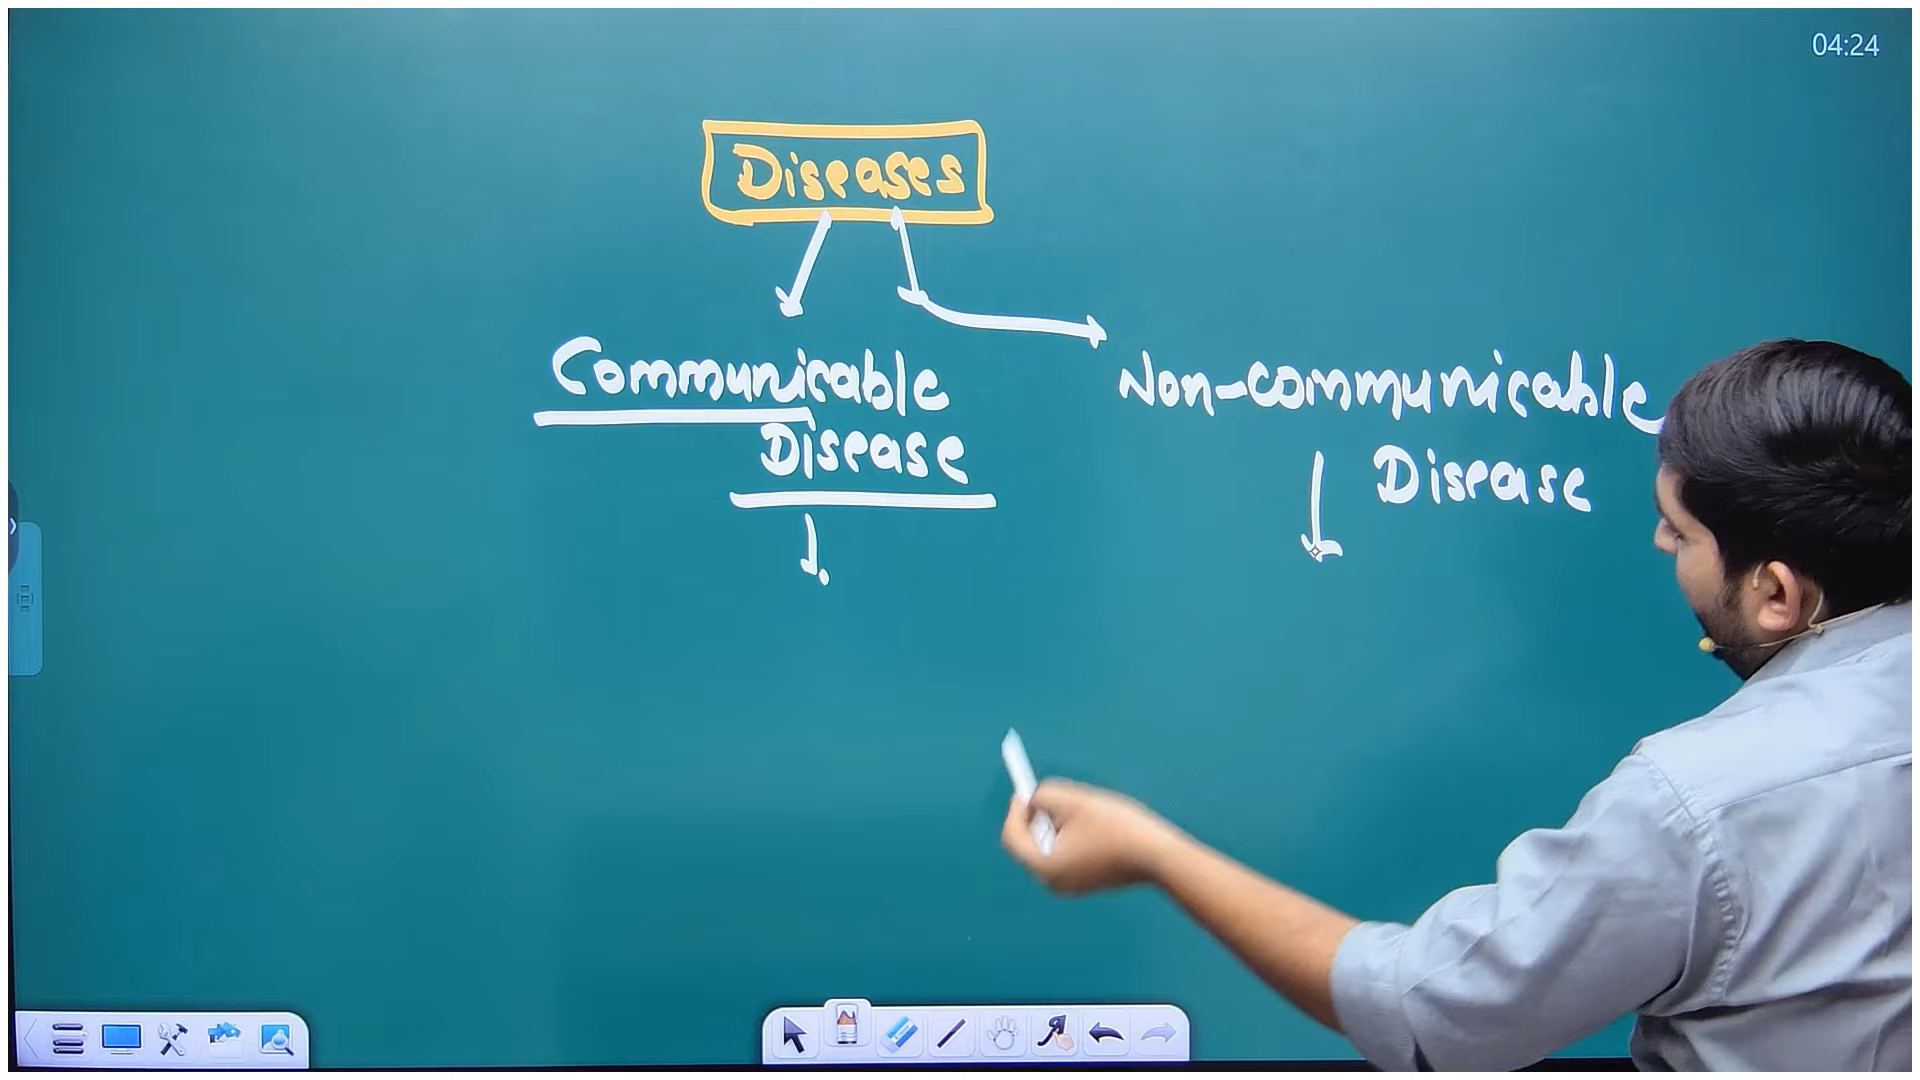 04:24
Diseases
Communicable
Disease
Non-communicable
Disease